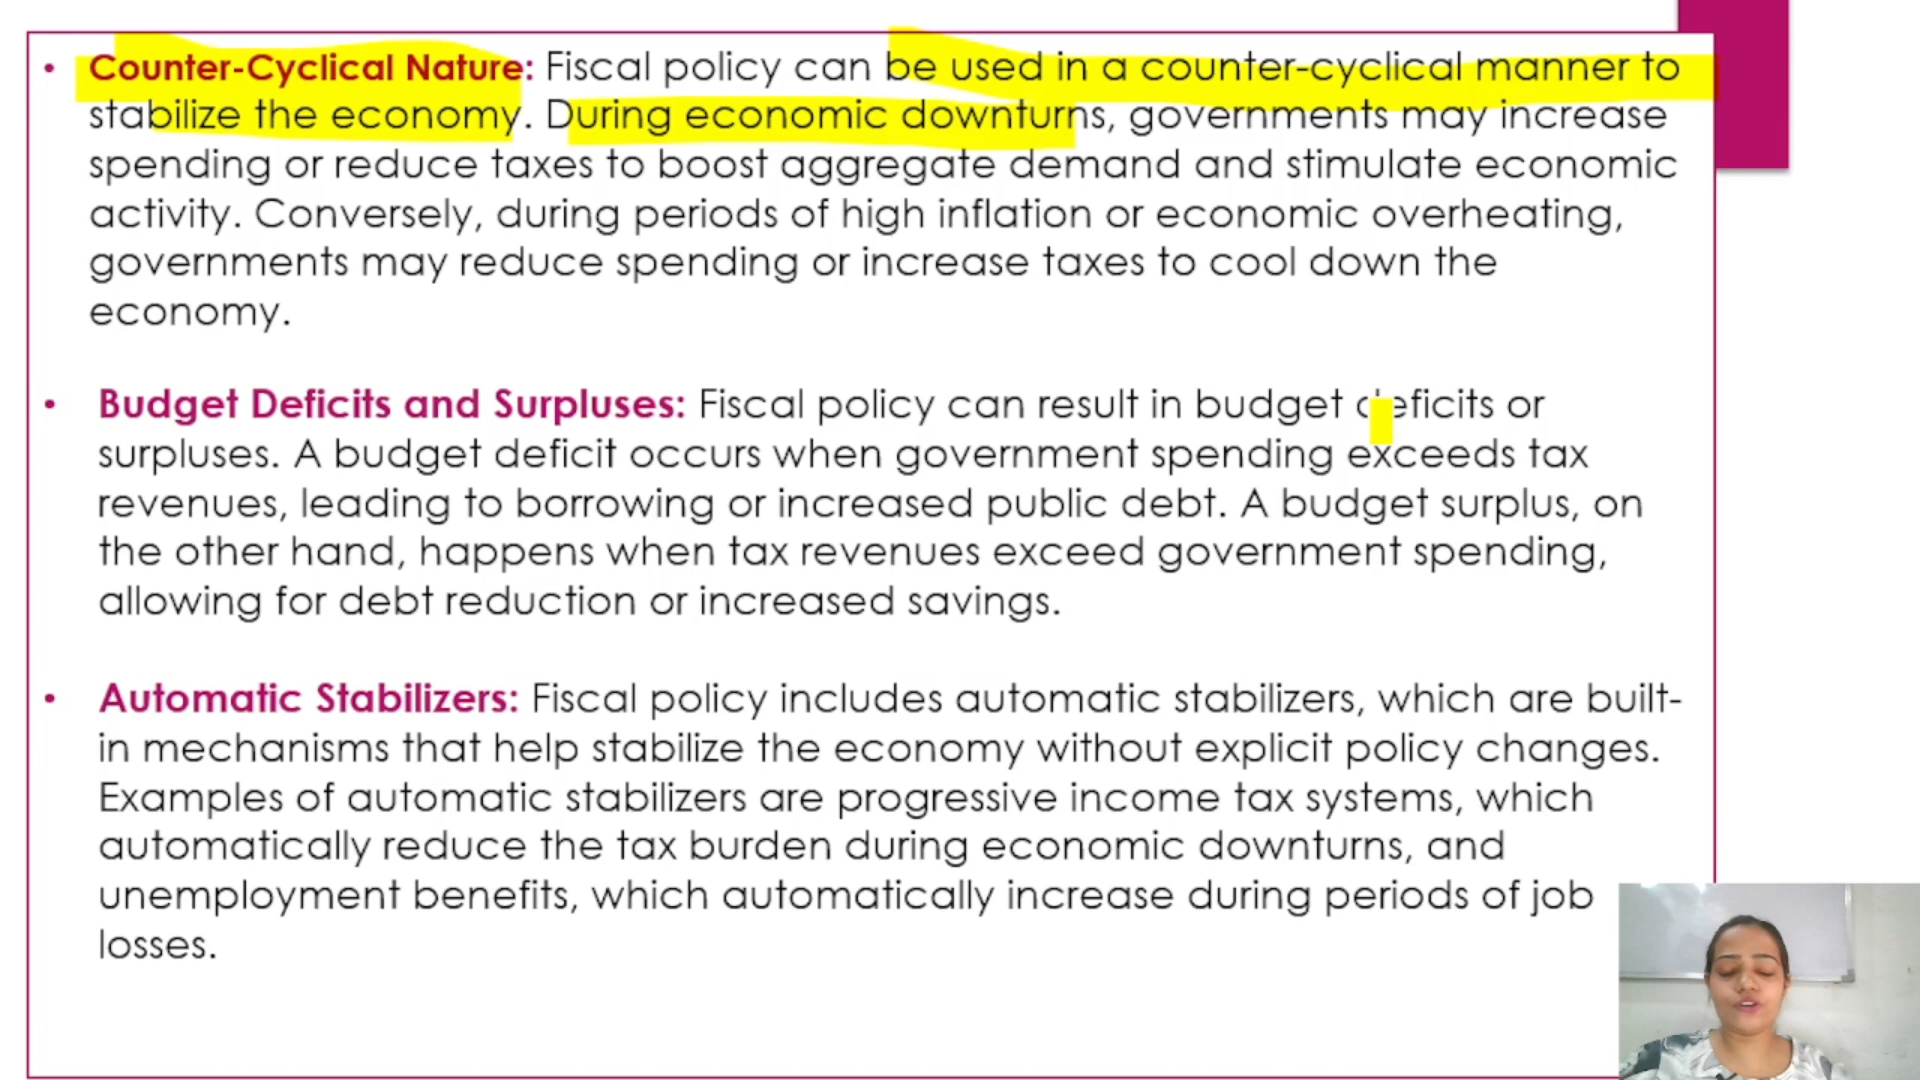 • Counter-Cyclical Nature: Fiscal policy can be used in a counter-cyclical manner to
stabilize the economy. During economic downturns, governments may increase
spending or reduce taxes to boost aggregate demand and stimulate economic
activity. Conversely, during periods of high inflation or economic overheating,
governments may reduce spending or increase taxes to cool down the
economy.
• Budget Deficits and Surpluses: Fiscal policy can result in budget deficits or
surpluses. A budget deficit occurs when government spending exceeds tax
revenues, leading to borrowing or increased public debt. A budget surplus, on
the other hand, happens when tax revenues exceed government spending,
allowing for debt reduction or increased savings.
• Automatic Stabilizers: Fiscal policy includes automatic stabilizers, which are built-
in mechanisms that help stabilize the economy without explicit policy changes.
Examples of automatic stabilizers are progressive income tax systems, which
automatically reduce the tax burden during economic downturns, and
unemployment benefits, which automatically increase during periods of job
losses.